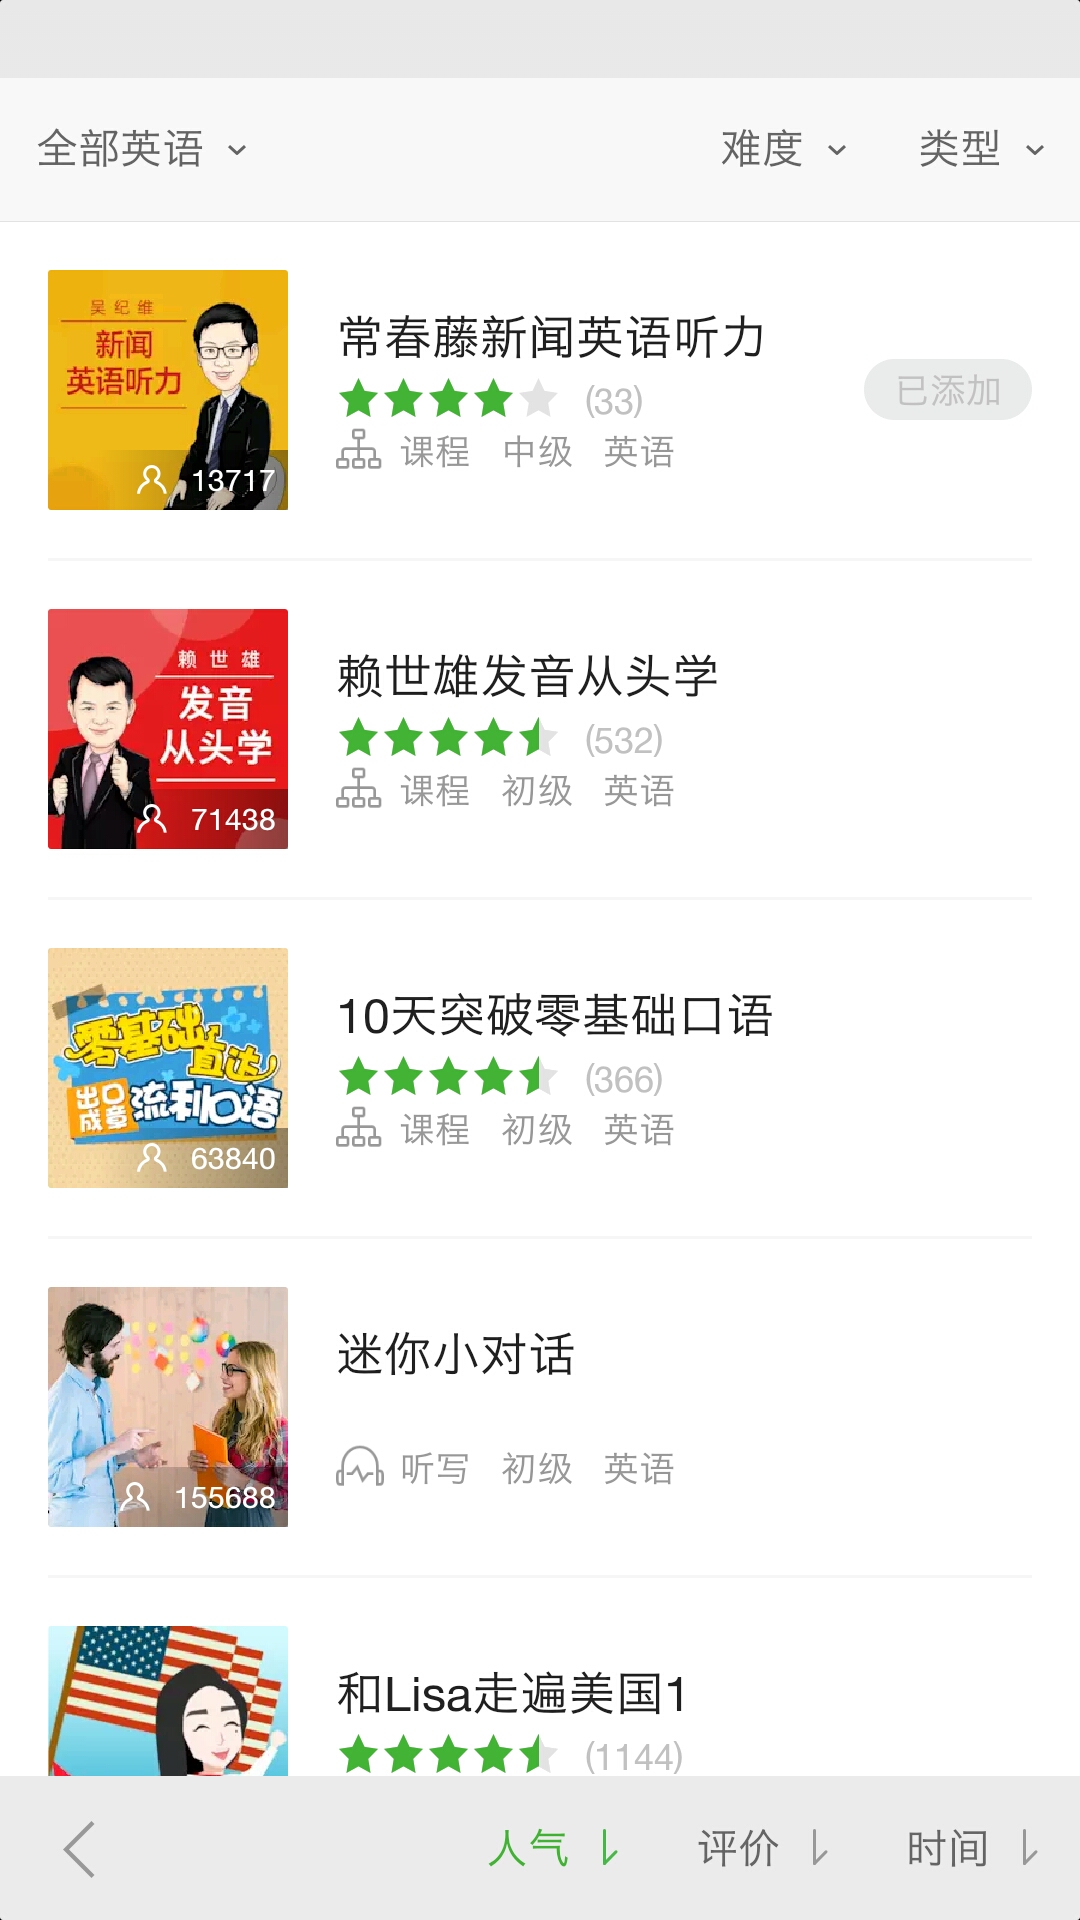 全部英语
难度
类型
吴纪维
新闻
英语听力
13717
常春藤新闻英语听力
(33)
课程 中级 英语
已添加
赖世雄
发音
从头学
71438
赖世雄发音从头学
(532)
课程 初级 英语
零基础
直达
出口
成章
流利口语
63840
10天突破零基础口语
(366)
课程 初级 英语
155688
迷你小对话
听写 初级 英语
和Lisa走遍美国1
(1144)
人气
评价
时间